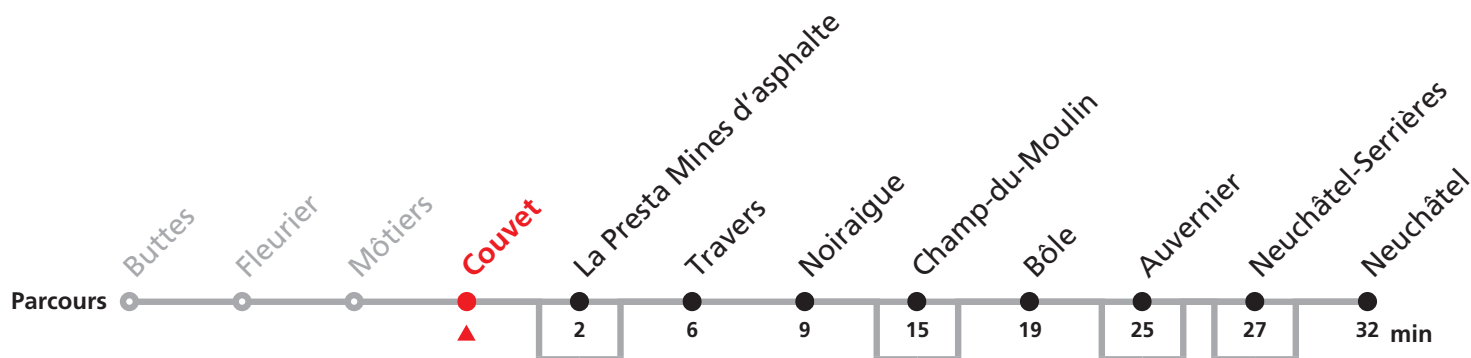 Buttes
Fleurier
Môtiers
Couvet
La Presta Mines d'asphalte
Travers
Noiraigue
Champ-du-Moulin
Bôle
Auvernier
Neuchâtel-Serrières
Neuchâtel
Parcours
2 6 9 15 19 25 27 32 min